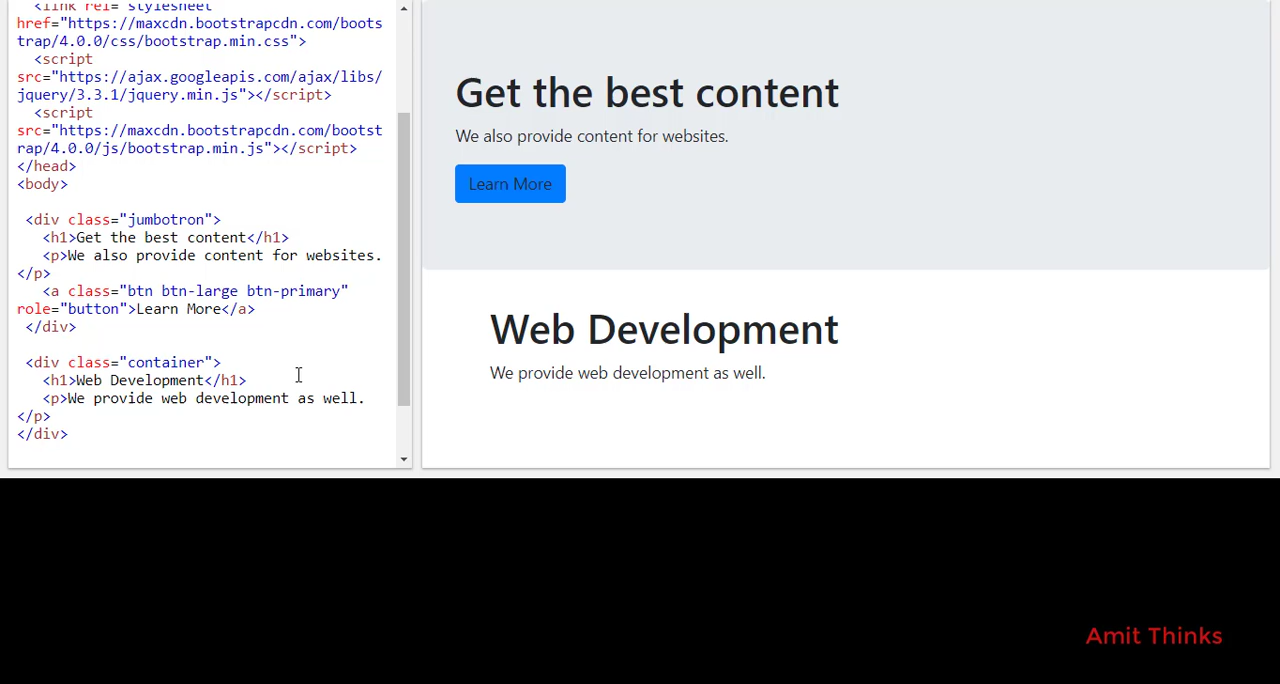 <link rel="stylesheet
href="https://maxcdn.bootstrapcdn.com/boots
trap/4.0.0/css/bootstrap.min.css">
<script
src="https://ajax.googleapis.com/ajax/libs/
jquery/3.3.1/jquery.min.js"></script>
<script
src="https://maxcdn.bootstrapcdn.com/bootst
rap/4.0.0/js/bootstrap.min.js"></script>
</head>
<body>
<div class="jumbotron">
<h1>Get the best content</h1>
<p>We also provide content for websites.
</p>
<a class="btn btn-large btn-primary"
role="button">Learn More</a>
</div>
<div class="container">
<h1>Web Development</h1>
<p>We provide web development as well.
</p>
</div>
Get the best content
We also provide content for websites.
Learn More
Web Development
We provide web development as well.
Amit Thinks